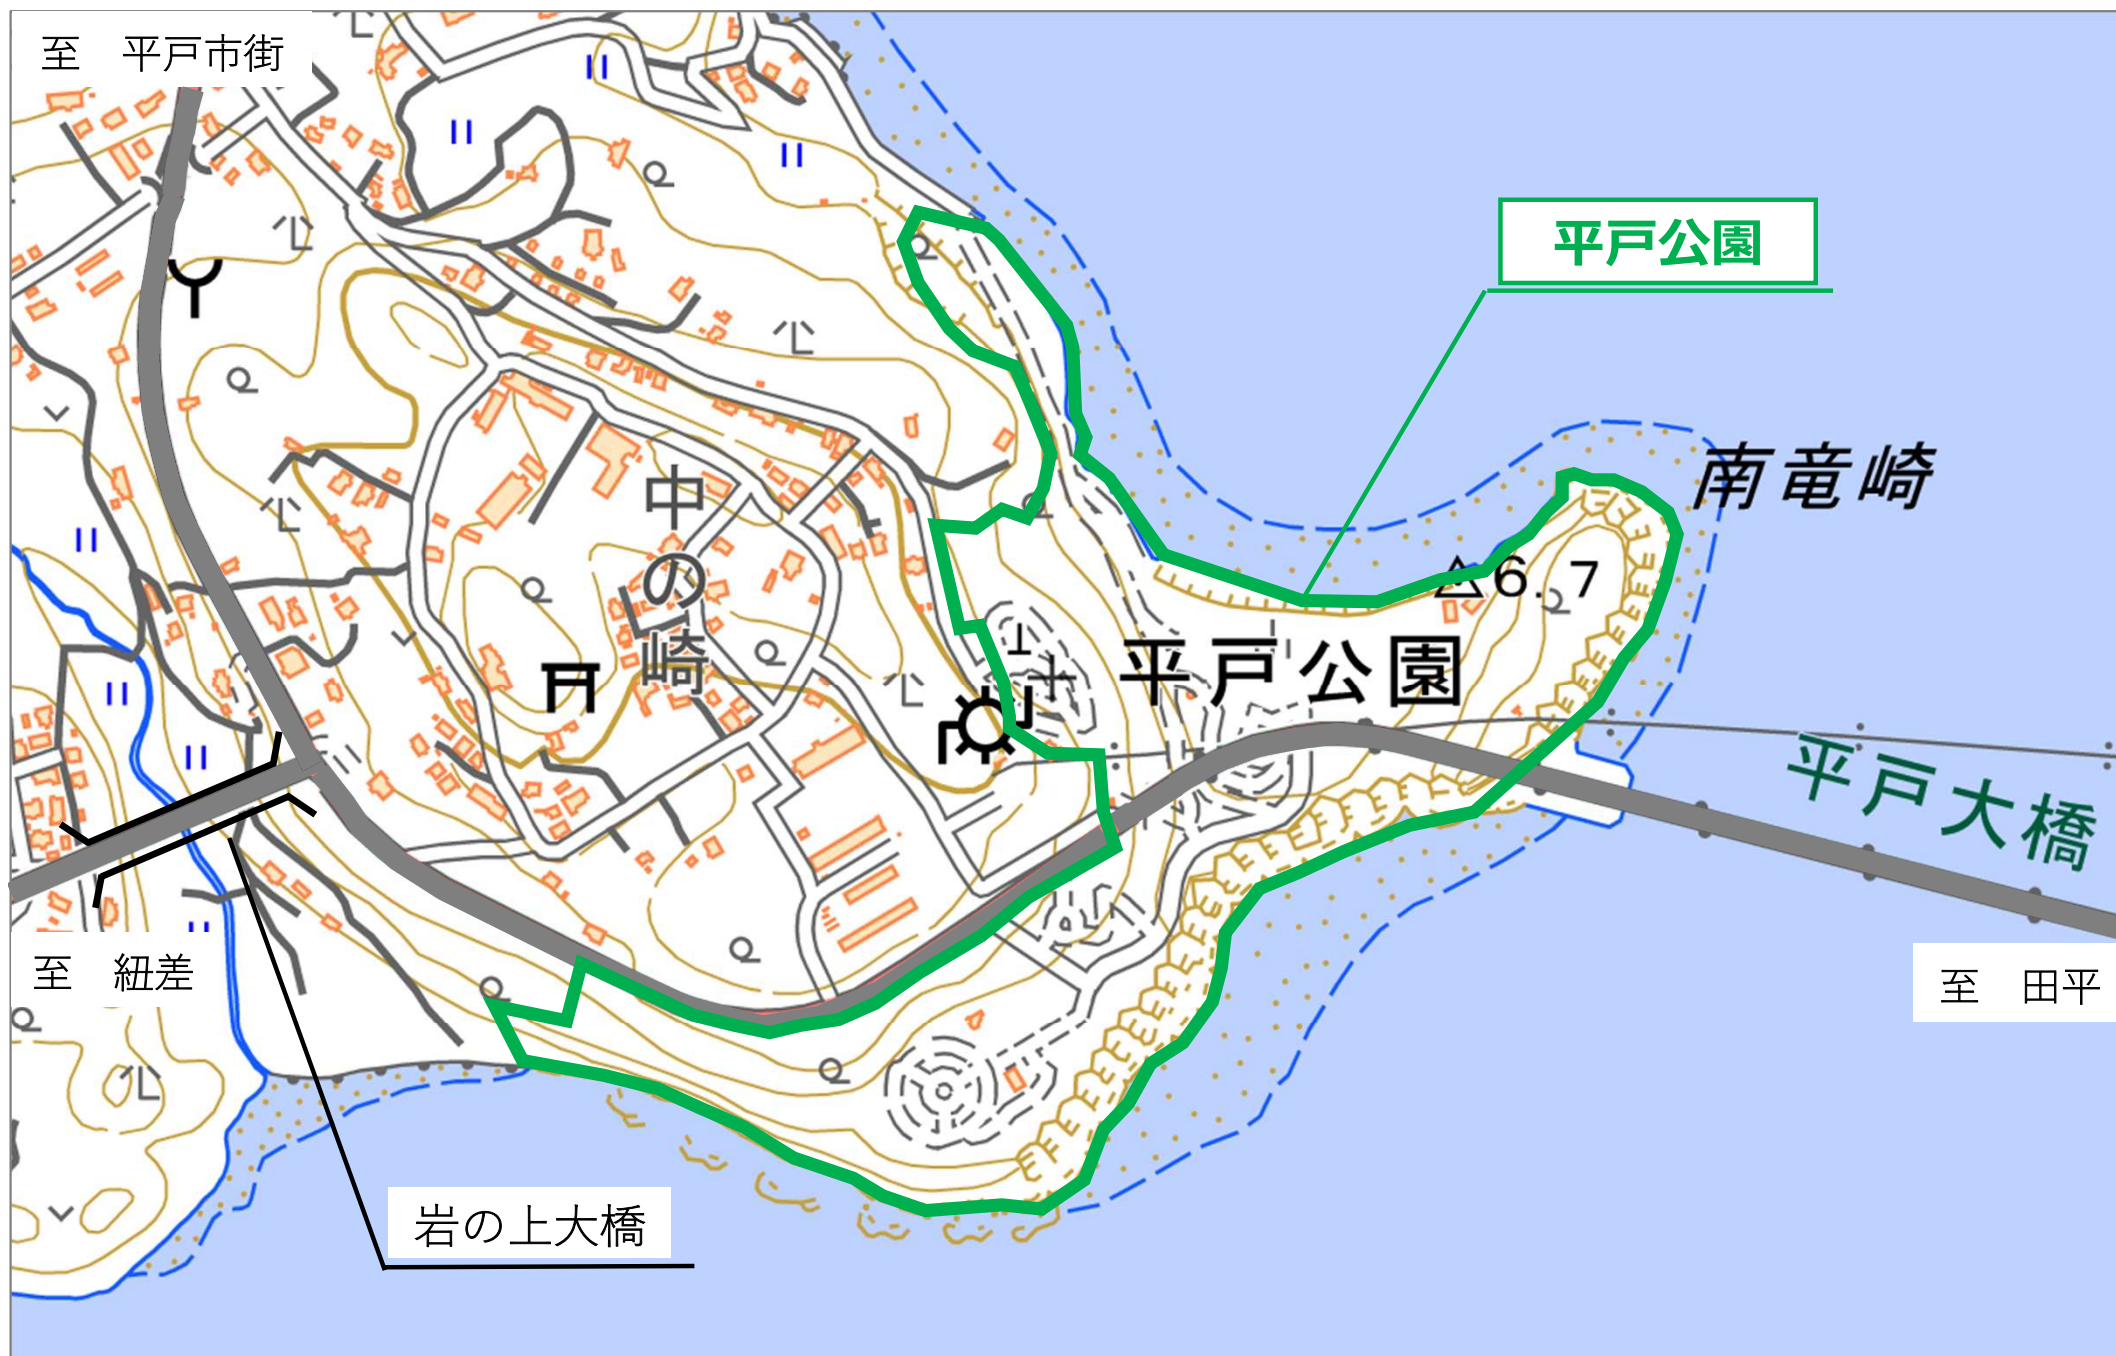 至　平戸市街
平戸公園
南竜崎
中の崎
△6.7
平戸公園
平戸大橋
至　紐差
至　田平
岩の上大橋